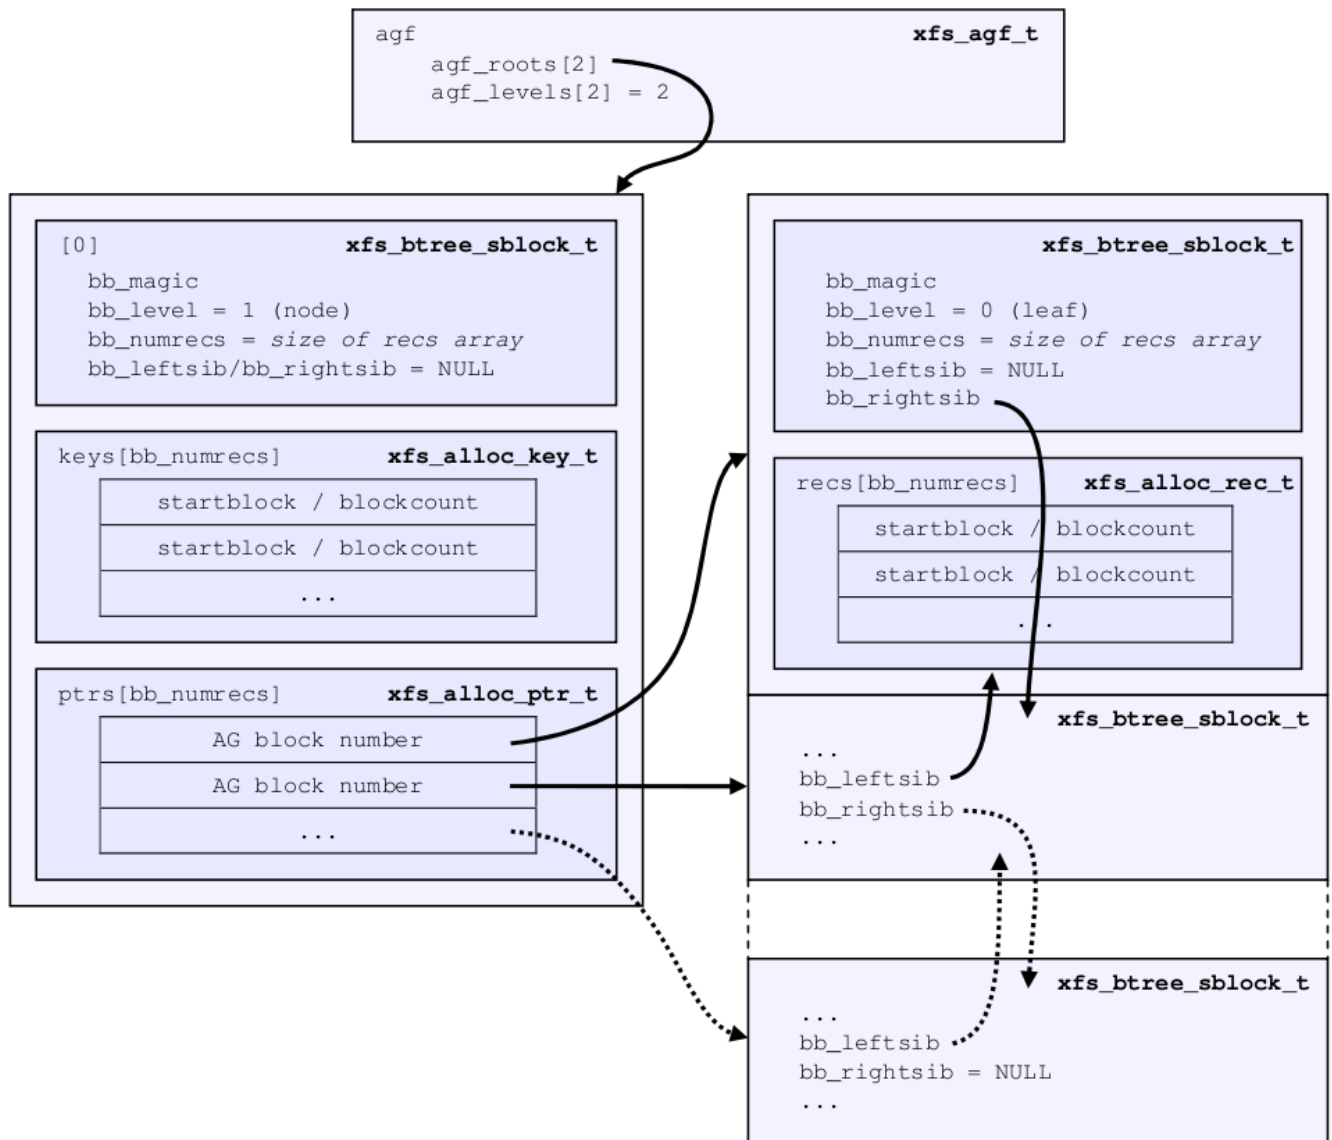 agf xfs_agf_t
agf_roots[2]
agf_levels[2] = 2
[0] xfs_btree_sblock_t
bb_magic
bb_level = 1 (node)
bb_numrecs = size of recs array
bb_leftsib/bb_rightsib = NULL
keys[bb_numrecs] xfs_alloc_key_t
startblock / blockcount
startblock / blockcount
...
ptrs[bb_numrecs] xfs_alloc_ptr_t
AG block number
AG block number
...
xfs_btree_sblock_t
bb_magic
bb_level = 0 (leaf)
bb_numrecs = size of recs array
bb_leftsib = NULL
bb_rightsib
recs[bb_numrecs] xfs_alloc_rec_t
startblock / blockcount
startblock / blockcount
...
xfs_btree_sblock_t
...
bb_leftsib
bb_rightsib
...
xfs_btree_sblock_t
...
bb_leftsib
bb_rightsib = NULL
...